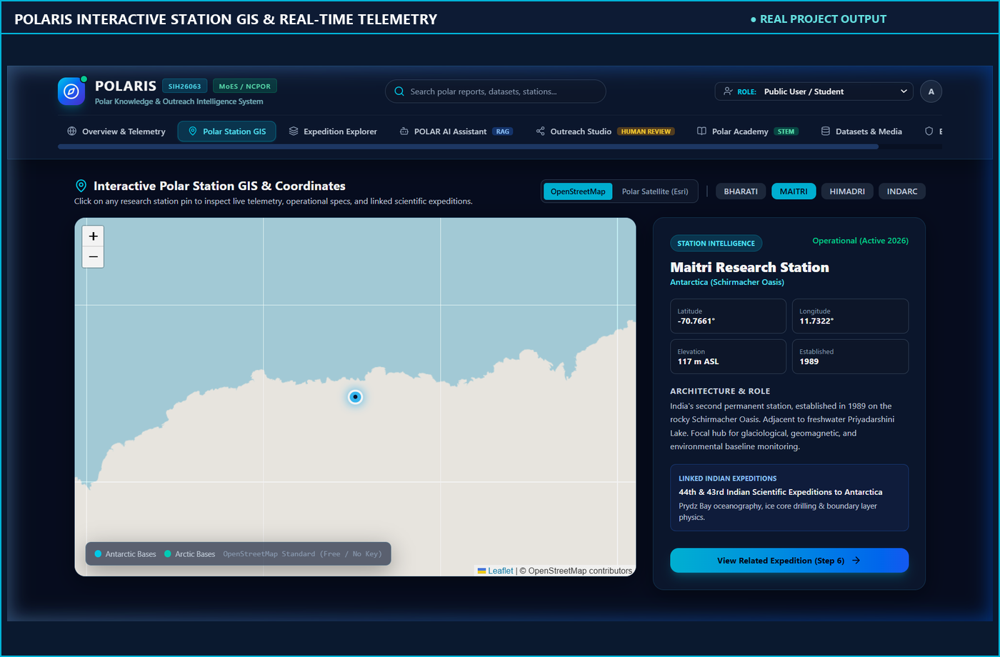 POLARIS INTERACTIVE STATION GIS & REAL-TIME TELEMETRY
● REAL PROJECT OUTPUT
POLARIS
SIH26063
MoES / NCPOR
Polar Knowledge & Outreach Intelligence System
Search polar reports, datasets, stations...
ROLE: Public User / Student
A
Overview & Telemetry
Polar Station GIS
Expedition Explorer
POLAR AI Assistant RAG
Outreach Studio HUMAN REVIEW
Polar Academy STEM
Datasets & Media
Interactive Polar Station GIS & Coordinates
Click on any research station pin to inspect live telemetry, operational specs, and linked scientific expeditions.
OpenStreetMap
Polar Satellite (Esri)
BHARATI
MAITRI
HIMADRI
INDARC
+
−
Antarctic Bases
Arctic Bases
OpenStreetMap Standard (Free / No Key)
Leaflet | © OpenStreetMap contributors
STATION INTELLIGENCE
Operational (Active 2026)
Maitri Research Station
Antarctica (Schirmacher Oasis)
Latitude
-70.7661°
Longitude
11.7322°
Elevation
117 m ASL
Established
1989
ARCHITECTURE & ROLE
India's second permanent station, established in 1989 on the
rocky Schirmacher Oasis. Adjacent to freshwater Priyadarshini
Lake. Focal hub for glaciological, geomagnetic, and
environmental baseline monitoring.
LINKED INDIAN EXPEDITIONS
44th & 43rd Indian Scientific Expeditions to Antarctica
Prydz Bay oceanography, ice core drilling & boundary layer
physics.
View Related Expedition (Step 6) →